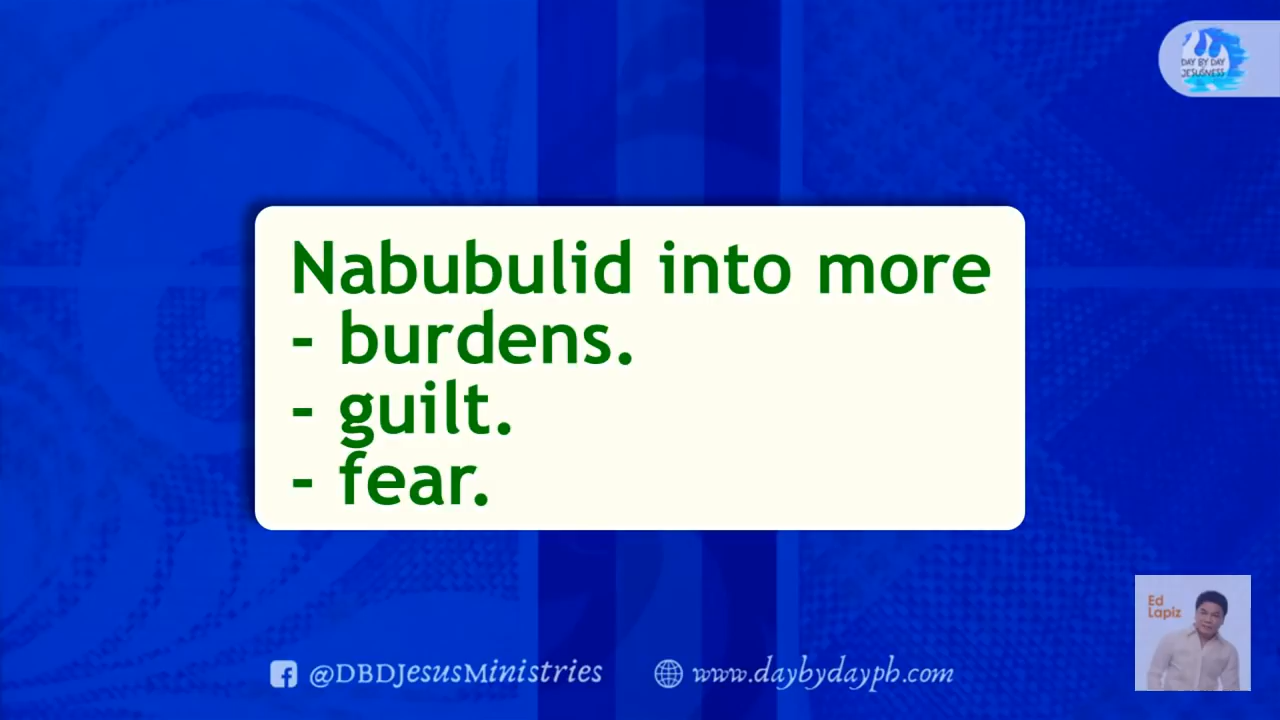 DAY BY DAY
JESUSNESS
Nabubulid into more
- burdens.
- guilt.
- fear.
Ed
Lapiz
@DBDJesusMinistries
www.daybydayph.com